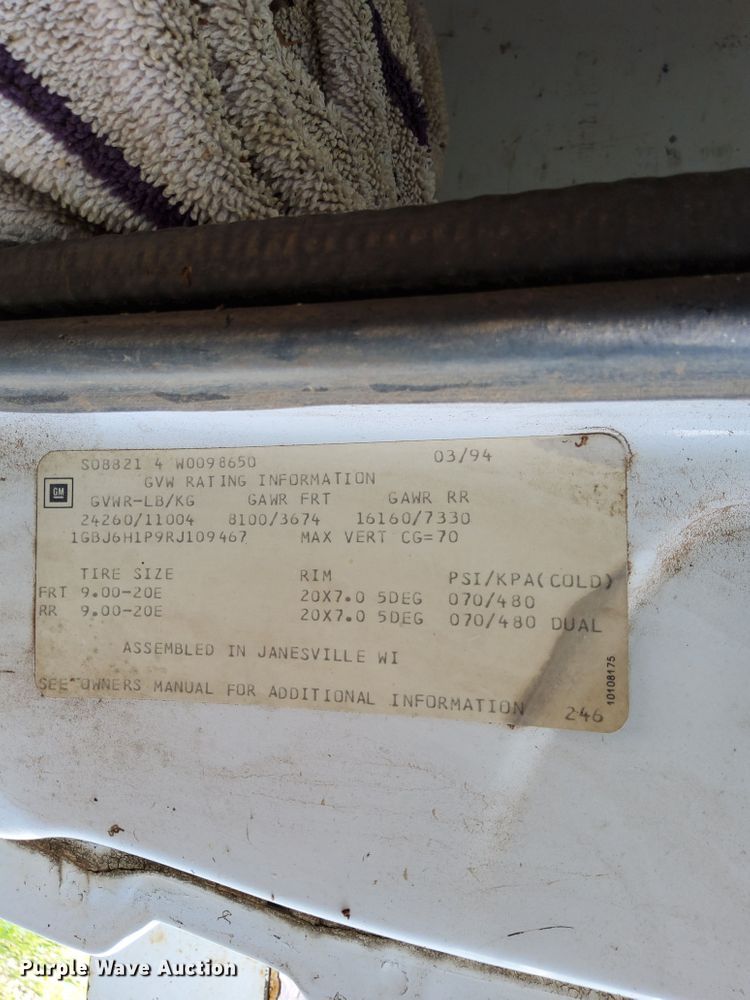 S08821 4 W0098650 03/94
GVW RATING INFORMATION
GM
GVWR-LB/KG GAWR FRT GAWR RR
24260/11004 8100/3674 16160/7330
1GBJ6H1P9RJ109467 MAX VERT CG=70
TIRE SIZE RIM PSI/KPA(COLD)
FRT 9.00-20E 20X7.0 5DEG 070/480
RR 9.00-20E 20X7.0 5DEG 070/480 DUAL
ASSEMBLED IN JANESVILLE WI
SEE OWNERS MANUAL FOR ADDITIONAL INFORMATION
246
10108175
Purple Wave Auction